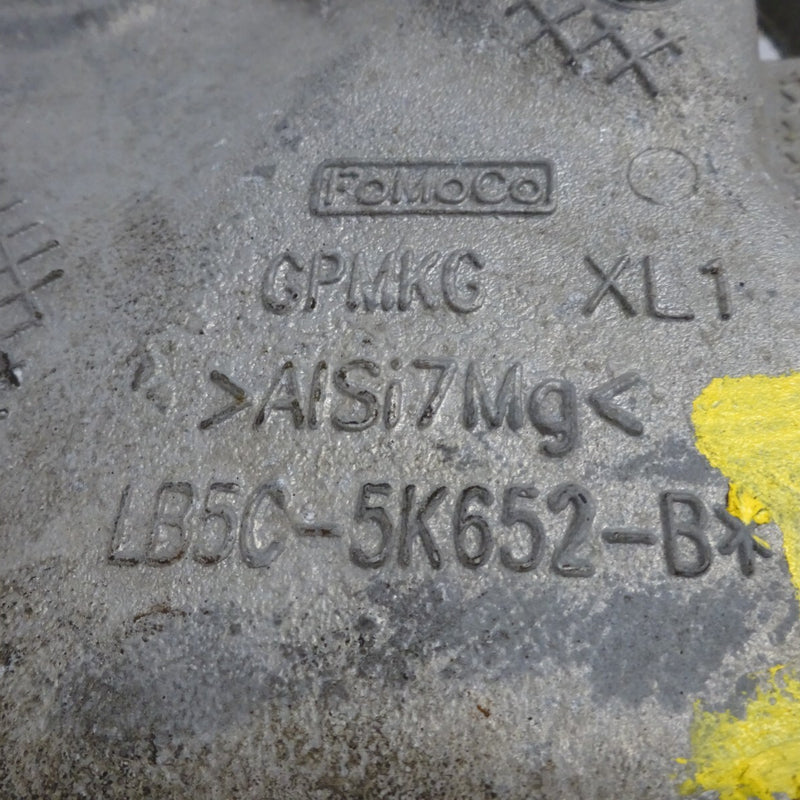 FoMoCo
GPMKG XL1
>AlSi7Mg<
LB5C-5K652-B*